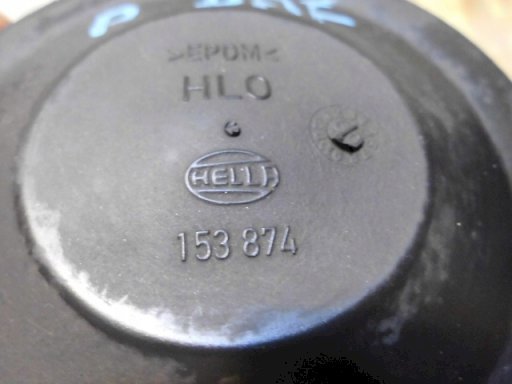 >EPDM<
HLO
HELLA
153 874